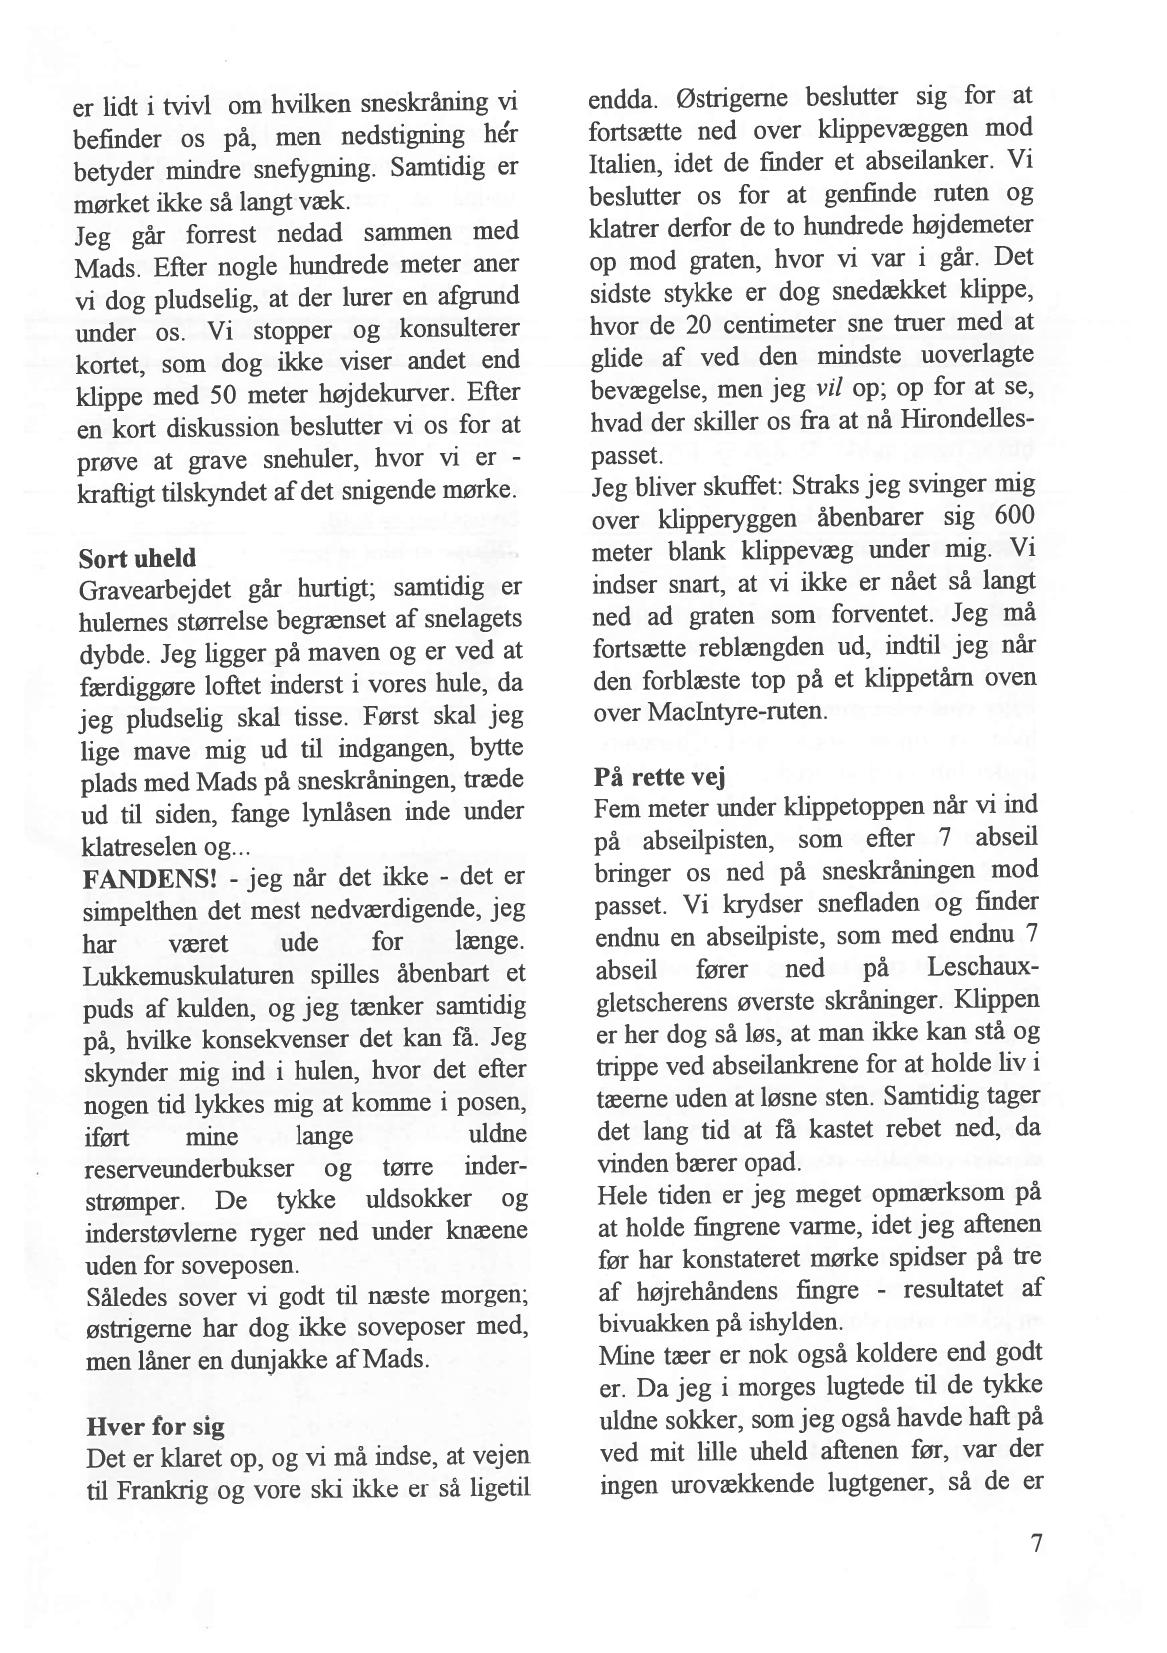 er lidt i tvivl om hvilken sneskråning vi
befinder os på, men nedstigning hér
betyder mindre snefygning. Samtidig er
mørket ikke så langt væk.
Jeg går forrest nedad sammen med
Mads. Efter nogle hundrede meter aner
vi dog pludselig, at der lurer en afgrund
under os. Vi stopper og konsulterer
kortet, som dog ikke viser andet end
klippe med 50 meter højdekurver. Efter
en kort diskussion beslutter vi os for at
prøve at grave snehuler, hvor vi er -
kraftigt tilskyndet af det snigende mørke.
Sort uheld
Gravearbejdet går hurtigt; samtidig er
hulernes størrelse begrænset af snelagets
dybde. Jeg ligger på maven og er ved at
færdiggøre loftet inderst i vores hule, da
jeg pludselig skal tisse. Først skal jeg
lige mave mig ud til indgangen, bytte
plads med Mads på sneskråningen, træde
ud til siden, fange lynlåsen inde under
klatreselen og...
FANDENS! - jeg når det ikke - det er
simpelthen det mest nedværdigende, jeg
har været ude for længe.
Lukkemuskulaturen spilles åbenbart et
puds af kulden, og jeg tænker samtidig
på, hvilke konsekvenser det kan få. Jeg
skynder mig ind i hulen, hvor det efter
nogen tid lykkes mig at komme i posen,
iført mine lange uldne
reserveunderbukser og tørre inder-
strømper. De tykke uldsokker og
inderstøvlerne ryger ned under knæene
uden for soveposen.
Således sover vi godt til næste morgen;
østrigerne har dog ikke soveposer med,
men låner en dunjakke af Mads.
Hver for sig
Det er klaret op, og vi må indse, at vejen
til Frankrig og vore ski ikke er så ligetil
endda. Østrigerne beslutter sig for at
fortsætte ned over klippevæggen mod
Italien, idet de finder et abseilanker. Vi
beslutter os for at genfinde ruten og
klatrer derfor de to hundrede højdemeter
op mod graten, hvor vi var i går. Det
sidste stykke er dog snedækket klippe,
hvor de 20 centimeter sne truer med at
glide af ved den mindste uoverlagte
bevægelse, men jeg vil op; op for at se,
hvad der skiller os fra at nå Hirondelles-
passet.
Jeg bliver skuffet: Straks jeg svinger mig
over klipperyggen åbenbarer sig 600
meter blank klippevæg under mig. Vi
indser snart, at vi ikke er nået så langt
ned ad graten som forventet. Jeg må
fortsætte reblængden ud, indtil jeg når
den forblæste top på et klippetårn oven
over MacIntyre-ruten.
På rette vej
Fem meter under klippetoppen når vi ind
på abseilpisten, som efter 7 abseil
bringer os ned på sneskråningen mod
passet. Vi krydser snefladen og finder
endnu en abseilpiste, som med endnu 7
abseil fører ned på Leschaux-
gletscherens øverste skråninger. Klippen
er her dog så løs, at man ikke kan stå og
trippe ved abseilankrene for at holde liv i
tæerne uden at løsne sten. Samtidig tager
det lang tid at få kastet rebet ned, da
vinden bærer opad.
Hele tiden er jeg meget opmærksom på
at holde fingrene varme, idet jeg aftenen
før har konstateret mørke spidser på tre
af højrehåndens fingre - resultatet af
bivuakken på ishylden.
Mine tæer er nok også koldere end godt
er. Da jeg i morges lugtede til de tykke
uldne sokker, som jeg også havde haft på
ved mit lille uheld aftenen før, var der
ingen urovækkende lugtgener, så de er
7